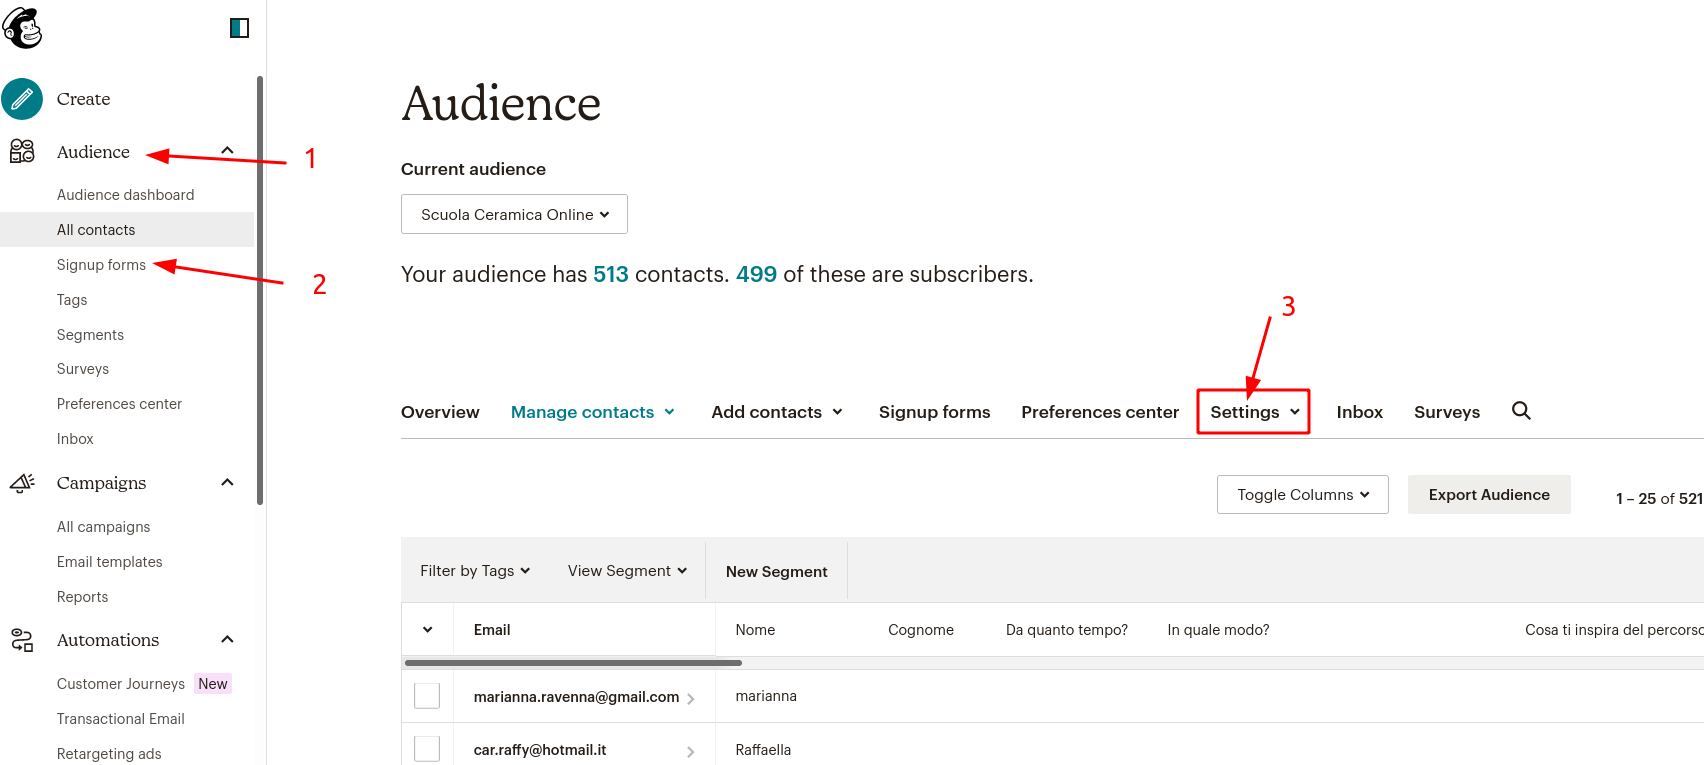 Create
Audience
1
Audience dashboard
All contacts
Signup forms
2
Tags
Segments
Surveys
Preferences center
Inbox
Campaigns
All campaigns
Email templates
Reports
Automations
Customer Journeys New
Transactional Email
Retargeting ads
Audience
Current audience
Scuola Ceramica Online
Your audience has 513 contacts. 499 of these are subscribers.
3
Overview Manage contacts Add contacts Signup forms Preferences center Settings Inbox Surveys
Toggle Columns Export Audience 1 – 25 of 521
Filter by Tags View Segment New Segment
Email Nome Cognome Da quanto tempo? In quale modo? Cosa ti inspira del percorso
marianna.ravenna@gmail.com marianna
car.raffy@hotmail.it Raffaella